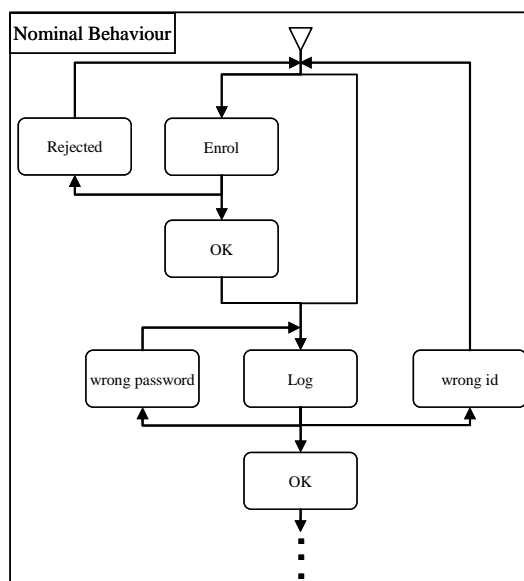 Nominal Behaviour
Rejected
Enrol
OK
wrong password
Log
wrong id
OK